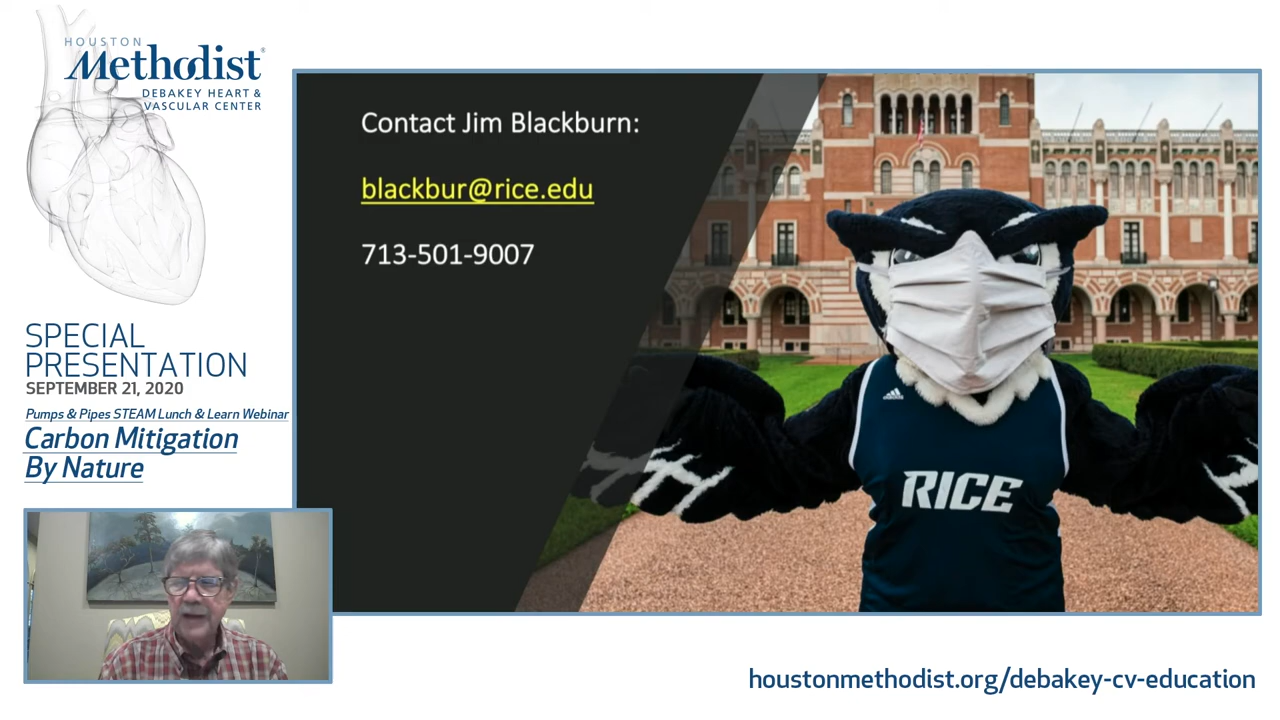 HOUSTON
Methodist®
DEBAKEY HEART &
VASCULAR CENTER
SPECIAL
PRESENTATION
SEPTEMBER 21, 2020
Pumps & Pipes STEAM Lunch & Learn Webinar
Carbon Mitigation
By Nature
Contact Jim Blackburn:
blackbur@rice.edu
713-501-9007
RICE
houstonmethodist.org/debakey-cv-education